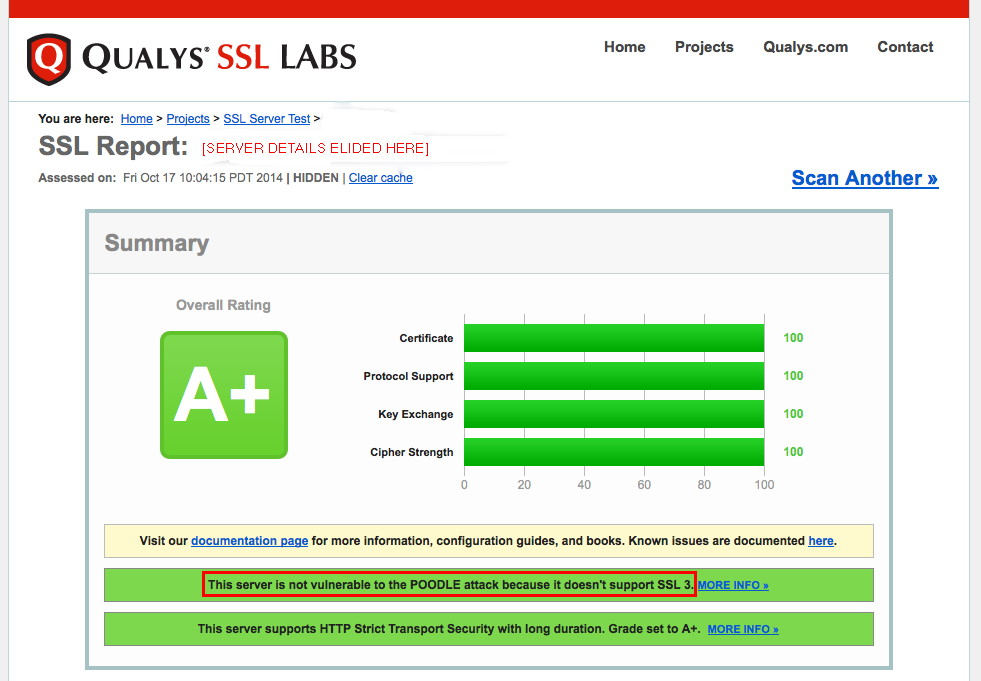 QUALYS® SSL LABS
Home Projects Qualys.com Contact
You are here: Home > Projects > SSL Server Test >
SSL Report: [SERVER DETAILS ELIDED HERE]
Assessed on: Fri Oct 17 10:04:15 PDT 2014 | HIDDEN | Clear cache
Scan Another »
Summary
Overall Rating
A+
Certificate 100
Protocol Support 100
Key Exchange 100
Cipher Strength 100
0 20 40 60 80 100
Visit our documentation page for more information, configuration guides, and books. Known issues are documented here.
This server is not vulnerable to the POODLE attack because it doesn't support SSL 3. MORE INFO »
This server supports HTTP Strict Transport Security with long duration. Grade set to A+. MORE INFO »